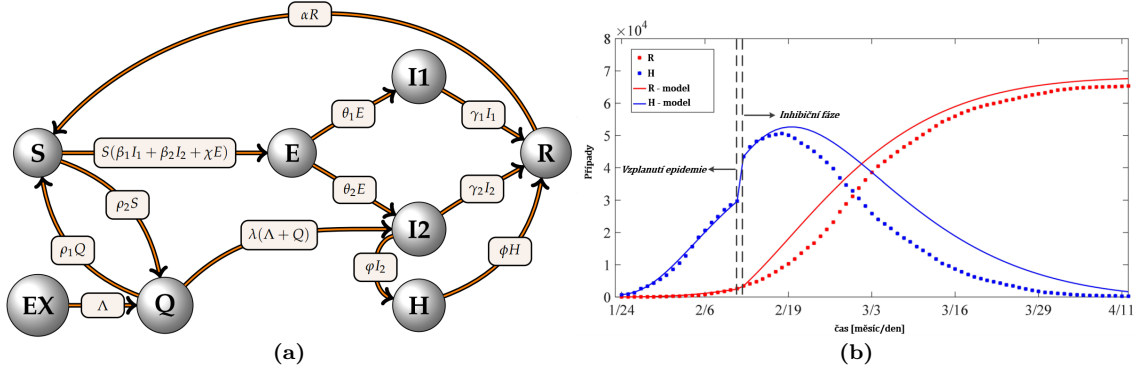 αR
I1
θ₁E
γ₁I₁
S
S(β₁I₁ + β₂I₂ + χE)
E
R
θ₂E
γ₂I₂
ρ₂S
λ(Λ + Q)
I2
ρ₁Q
φI₂
ϕH
EX
Λ
Q
H
(a)
×10⁴
8
7
6
5
4
3
2
1
0
Případy
R
H
R - model
H - model
Inhibiční fáze
Vzplanutí epidemie
1/24 2/6 2/19 3/3 3/16 3/29 4/11
čas [měsíc/den]
(b)